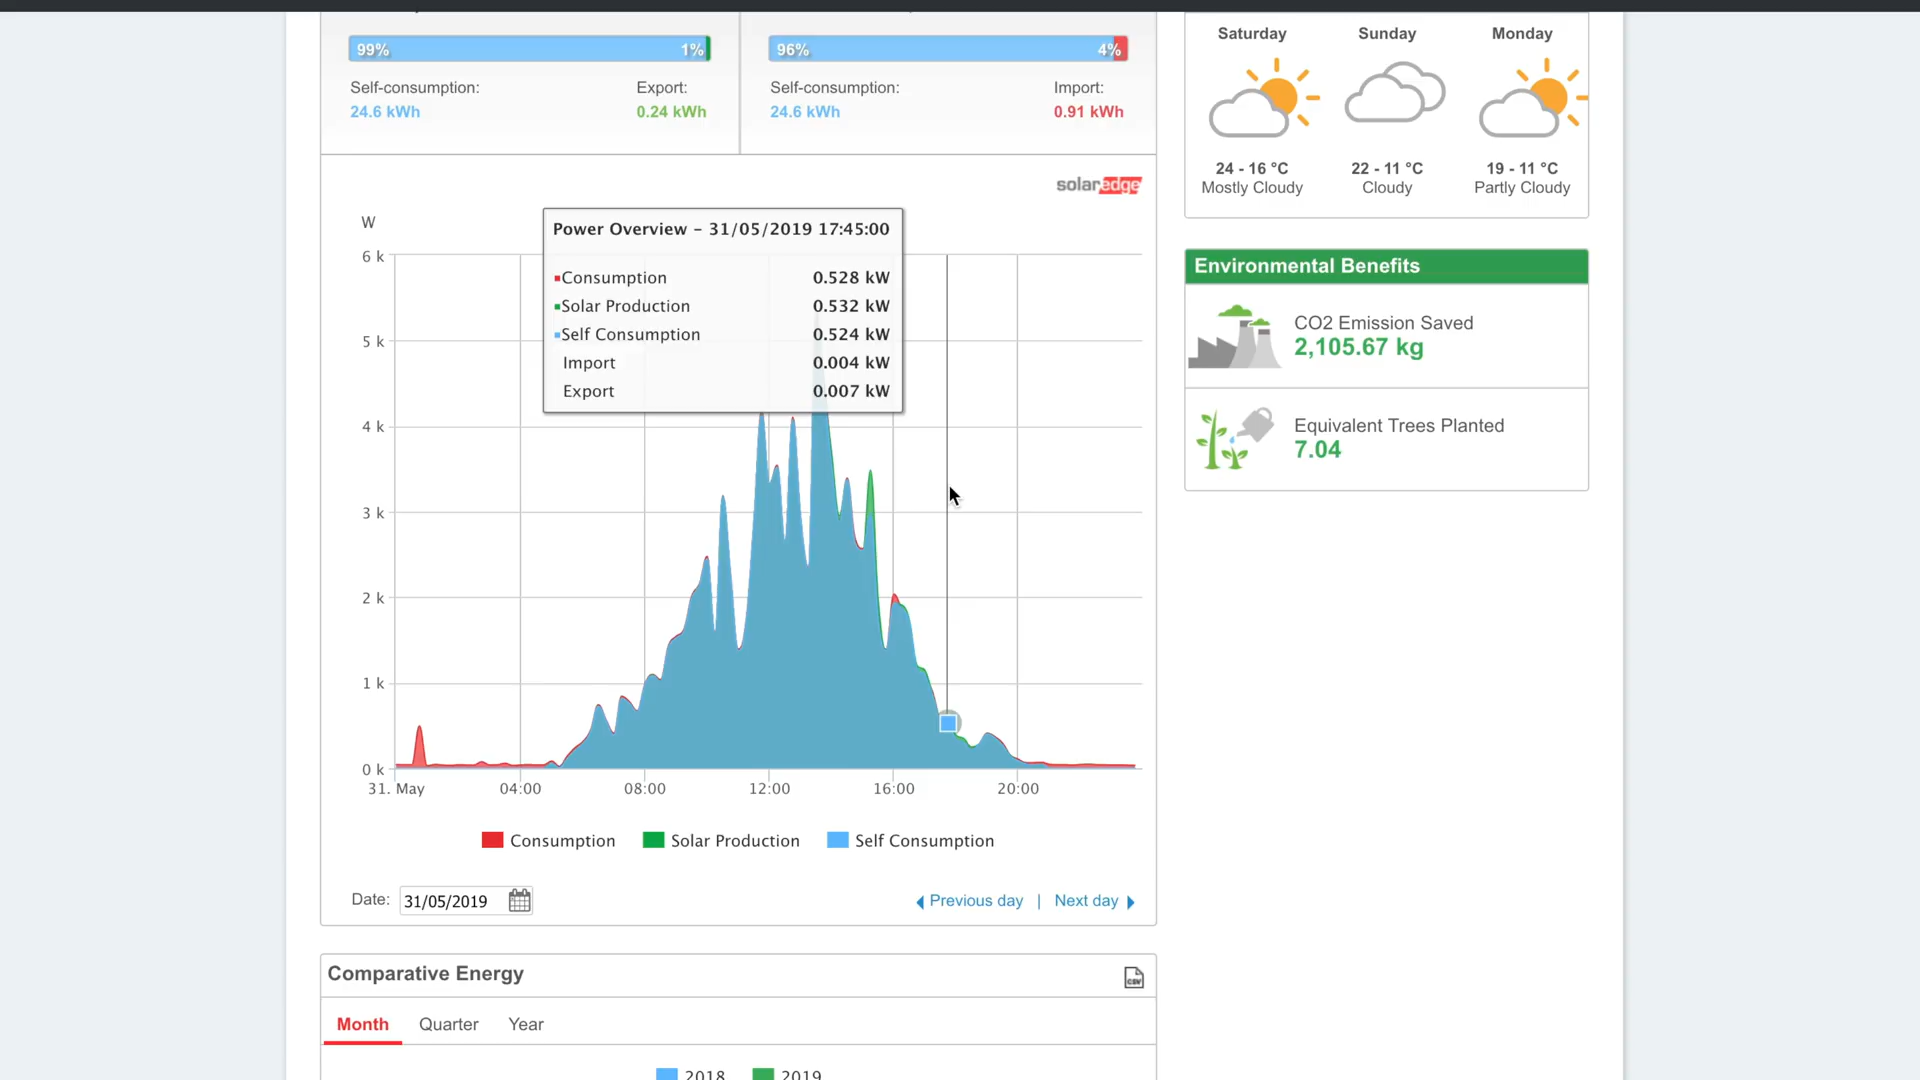 99% 1%
96% 4%
Self-consumption: Export:
24.6 kWh 0.24 kWh
Self-consumption: Import:
24.6 kWh 0.91 kWh
Saturday Sunday Monday
24 - 16 °C 22 - 11 °C 19 - 11 °C
Mostly Cloudy Cloudy Partly Cloudy
solaredge
W
6 k
5 k
4 k
3 k
2 k
1 k
0 k
Power Overview - 31/05/2019 17:45:00
Consumption 0.528 kW
Solar Production 0.532 kW
Self Consumption 0.524 kW
Import 0.004 kW
Export 0.007 kW
31. May 04:00 08:00 12:00 16:00 20:00
Consumption Solar Production Self Consumption
Date: 31/05/2019
Previous day | Next day
Environmental Benefits
CO2 Emission Saved
2,105.67 kg
Equivalent Trees Planted
7.04
Comparative Energy
CSV
Month Quarter Year
2018 2019